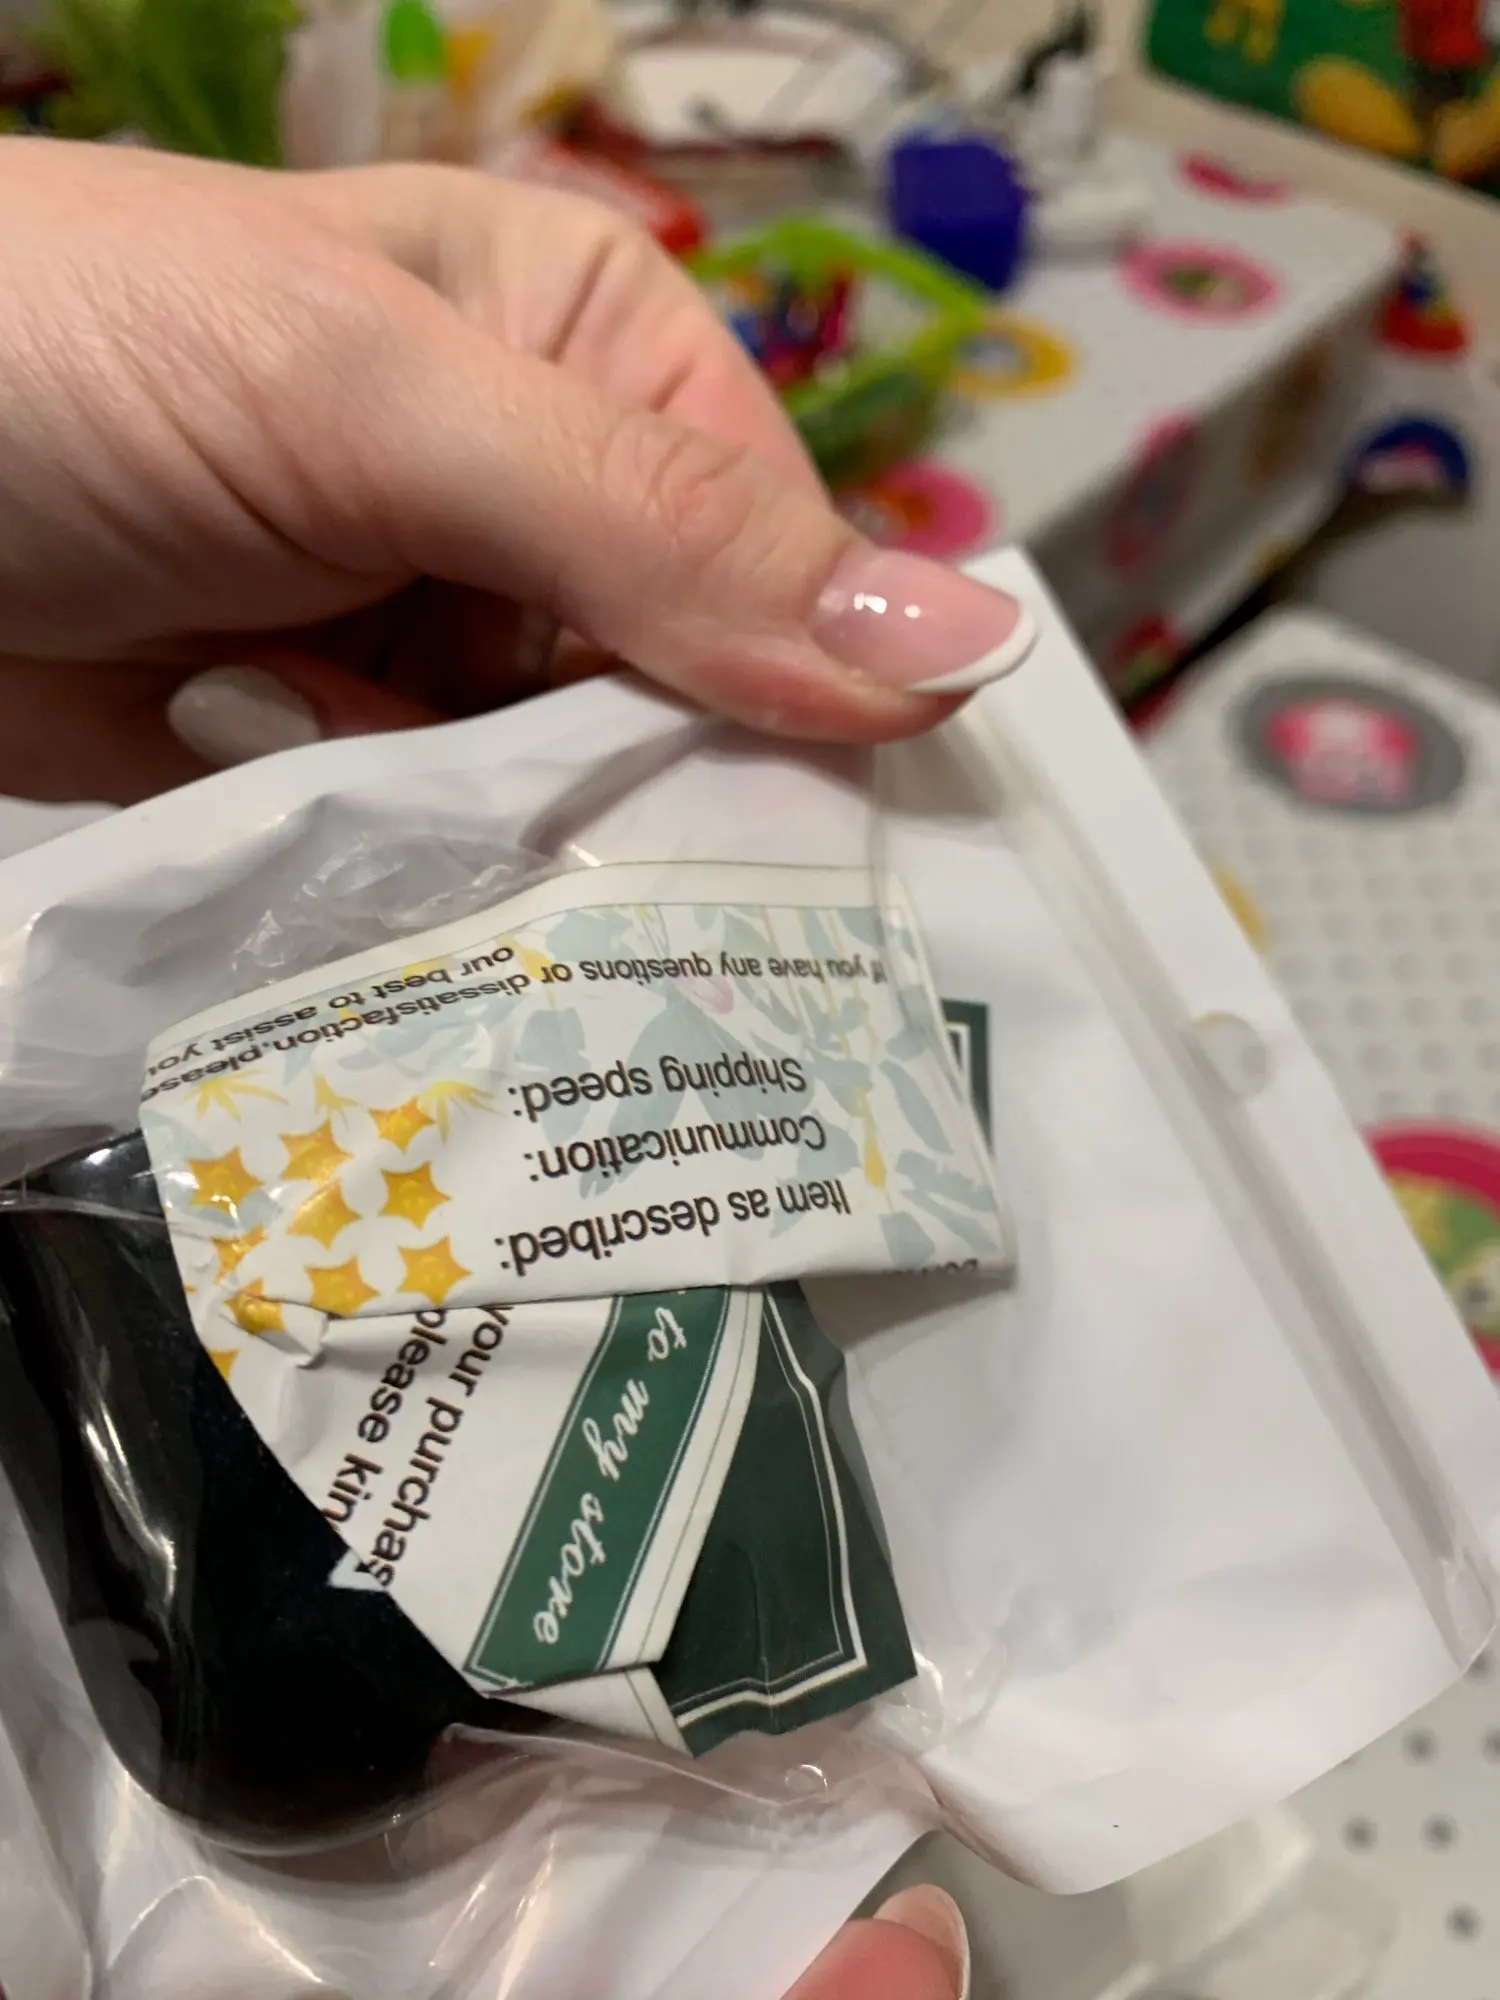 If you have any questions or dissatisfaction,please
our best to assist yo
Shipping speed:
Communication:
Item as described:
your purchas
please kin
to my store